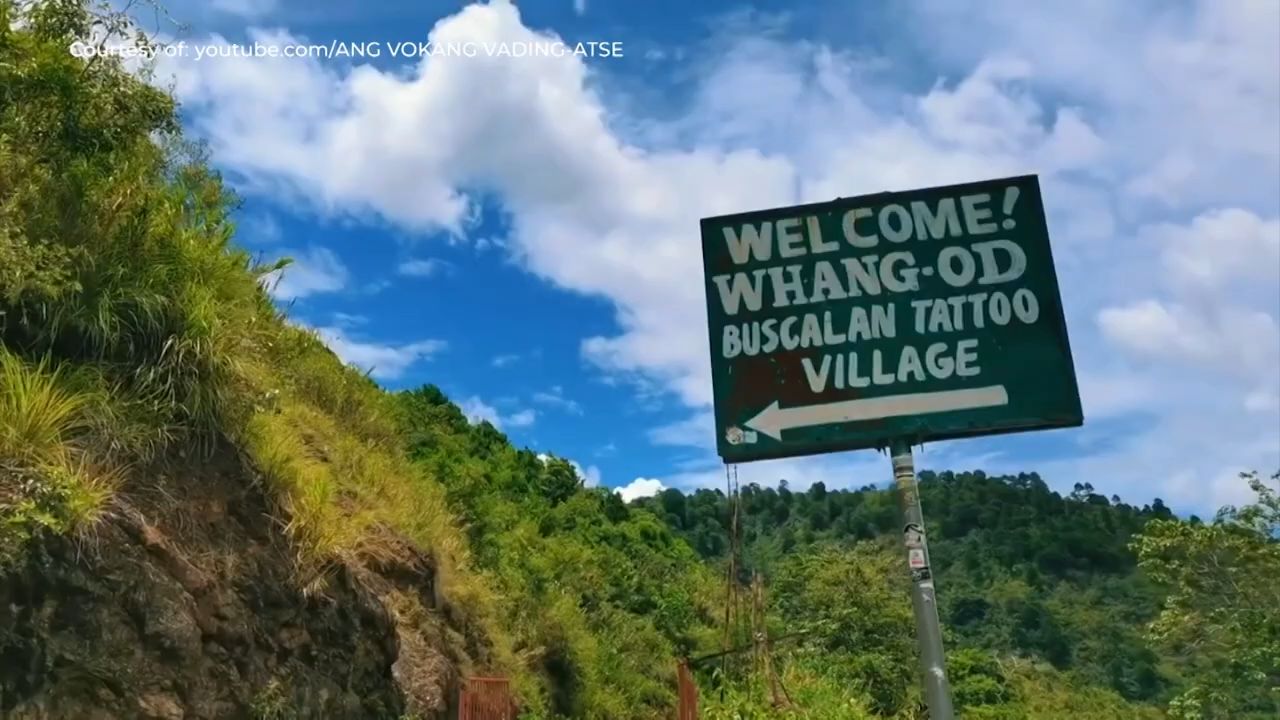 Courtesy of: youtube.com/ANG VOKANG VADING-ATSE
WELCOME!
WHANG-OD
BUSCALAN TATTOO
VILLAGE